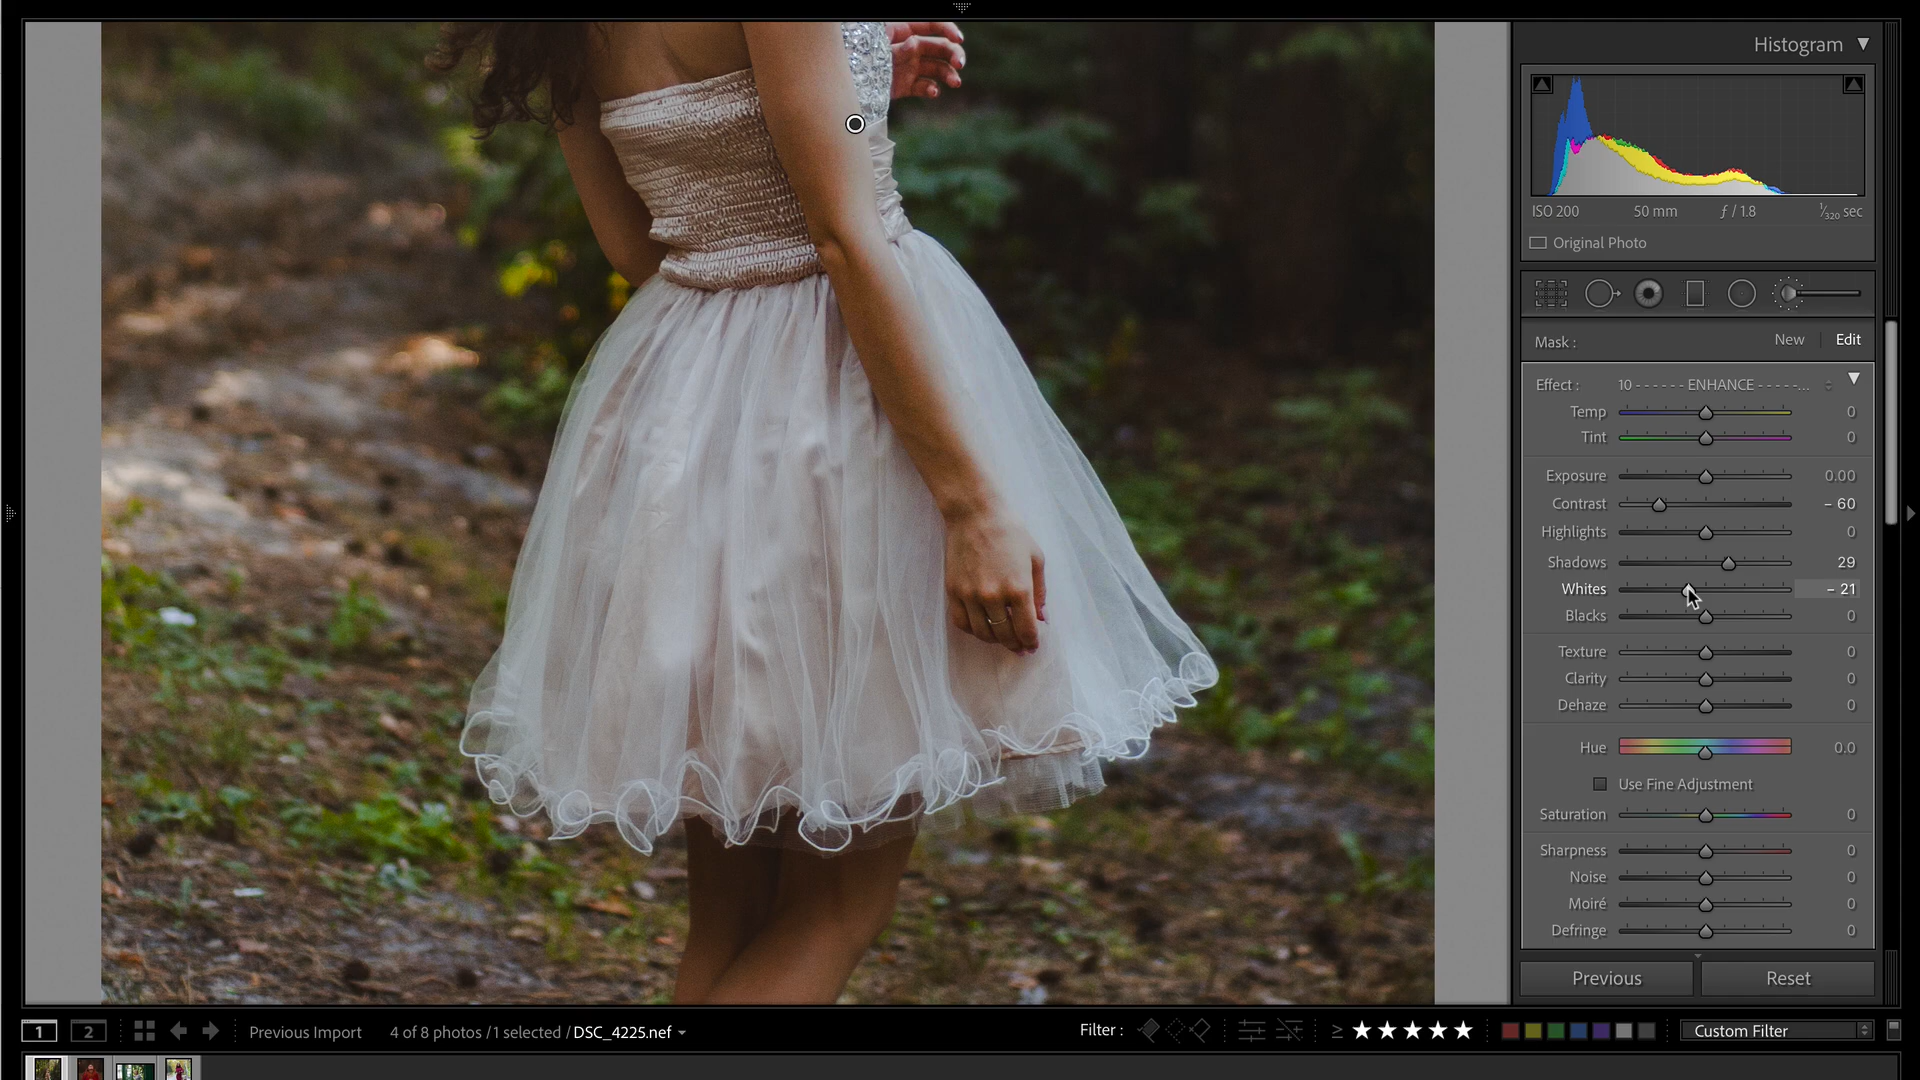 Histogram
ISO 200 50 mm ƒ / 1.8 1/320 sec
Original Photo
Mask : New Edit
Effect : 10 - - - - - - ENHANCE - - - - -...
Temp 0
Tint 0
Exposure 0.00
Contrast – 60
Highlights 0
Shadows 29
Whites – 21
Blacks 0
Texture 0
Clarity 0
Dehaze 0
Hue 0.0
Use Fine Adjustment
Saturation 0
Sharpness 0
Noise 0
Moiré 0
Defringe 0
Previous Reset
1 2 Previous Import 4 of 8 photos / 1 selected / DSC_4225.nef Filter : ≥ ★ ★ ★ ★ ★ Custom Filter